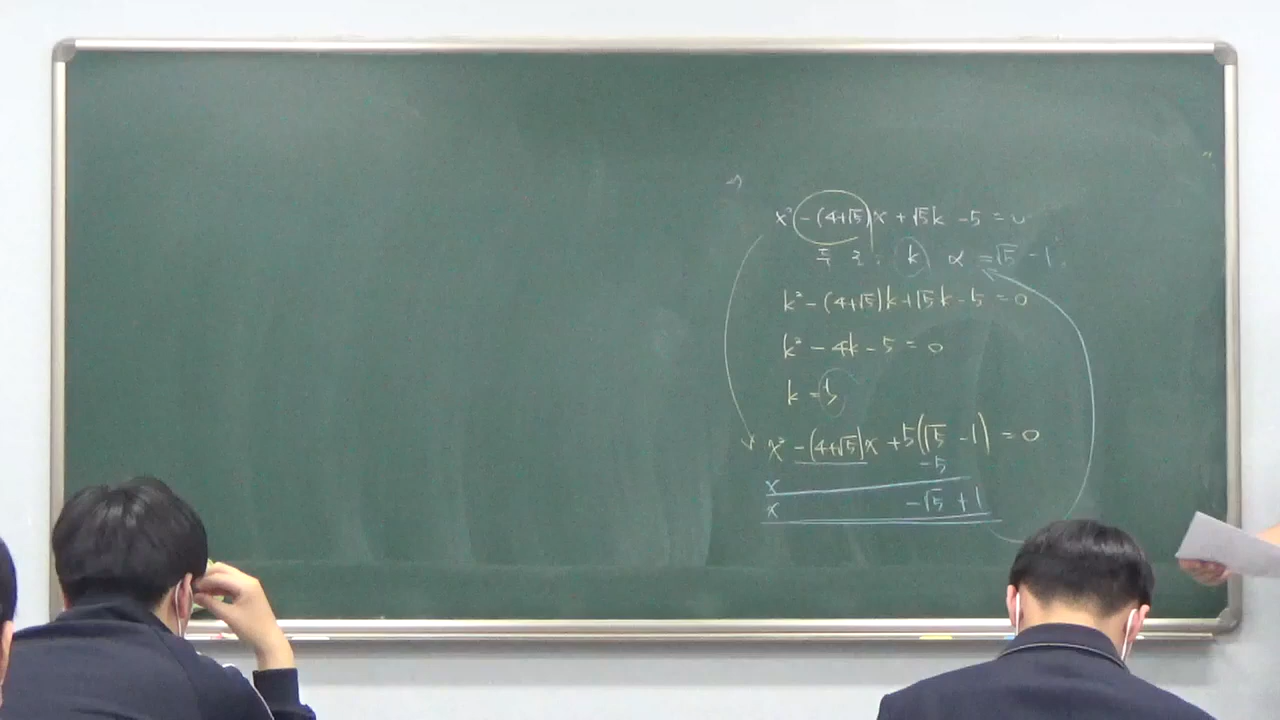 x² - (4+√5)x + √5k - 5 = 0
두 근 : k α = √5 - 1
k² - (4+√5)k + √5k - 5 = 0
k² - 4k - 5 = 0
k = 5
x² - (4+√5)x + 5(√5 - 1) = 0
x -5
x -√5 + 1